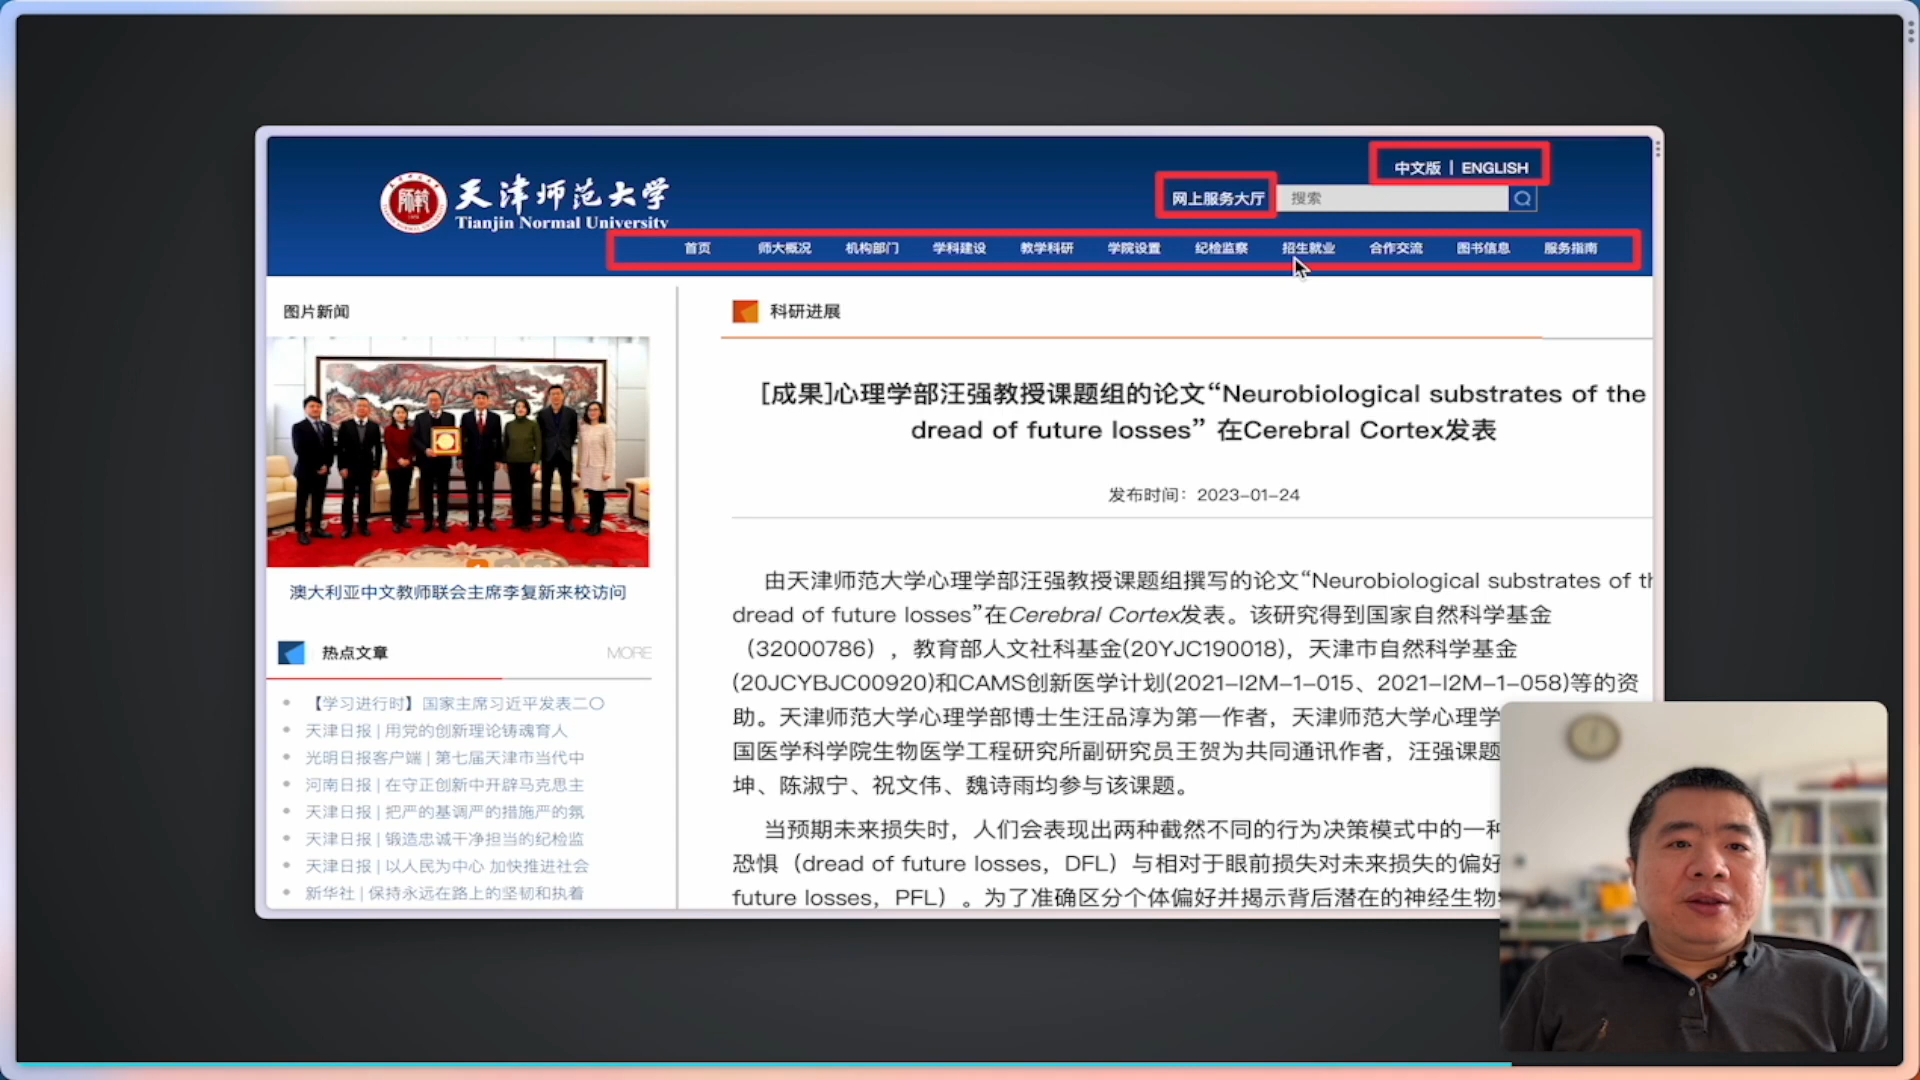 中文版 | ENGLISH
天津师范大学
Tianjin Normal University
网上服务大厅
搜索
首页 师大概况 机构部门 学科建设 教学科研 学院设置 纪检监察 招生就业 合作交流 图书信息 服务指南
图片新闻
澳大利亚中文教师联会主席李复新来校访问
热点文章 MORE
【学习进行时】国家主席习近平发表二〇
天津日报 | 用党的创新理论铸魂育人
光明日报客户端 | 第七届天津市当代中
河南日报 | 在守正创新中开辟马克思主
天津日报 | 把严的基调严的措施严的氛
天津日报 | 锻造忠诚干净担当的纪检监
天津日报 | 以人民为中心 加快推进社会
新华社 | 保持永远在路上的坚韧和执着
科研进展
[成果]心理学部汪强教授课题组的论文“Neurobiological substrates of the
dread of future losses” 在Cerebral Cortex发表
发布时间：2023-01-24
由天津师范大学心理学部汪强教授课题组撰写的论文“Neurobiological substrates of
dread of future losses”在Cerebral Cortex发表。该研究得到国家自然科学基金
（32000786），教育部人文社科基金(20YJC190018)，天津市自然科学基金
(20JCYBJC00920)和CAMS创新医学计划(2021-I2M-1-015、2021-I2M-1-058)等的资
助。天津师范大学心理学部博士生汪品淳为第一作者，天津师范大学心理学
国医学科学院生物医学工程研究所副研究员王贺为共同通讯作者，汪强课题
坤、陈淑宁、祝文伟、魏诗雨均参与该课题。
当预期未来损失时，人们会表现出两种截然不同的行为决策模式中的一种
恐惧（dread of future losses，DFL）与相对于眼前损失对未来损失的偏好
future losses，PFL）。为了准确区分个体偏好并揭示背后潜在的神经生物